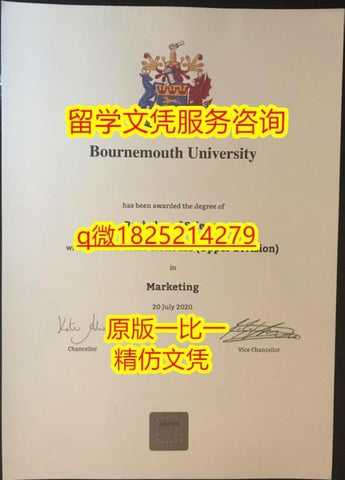 留学文凭服务咨询
Bournemouth University
has been awarded the degree of
q微1825214279
in
Marketing
20 July 2020
原版一比一
Chancellor
Vice Chancellor
精仿文凭